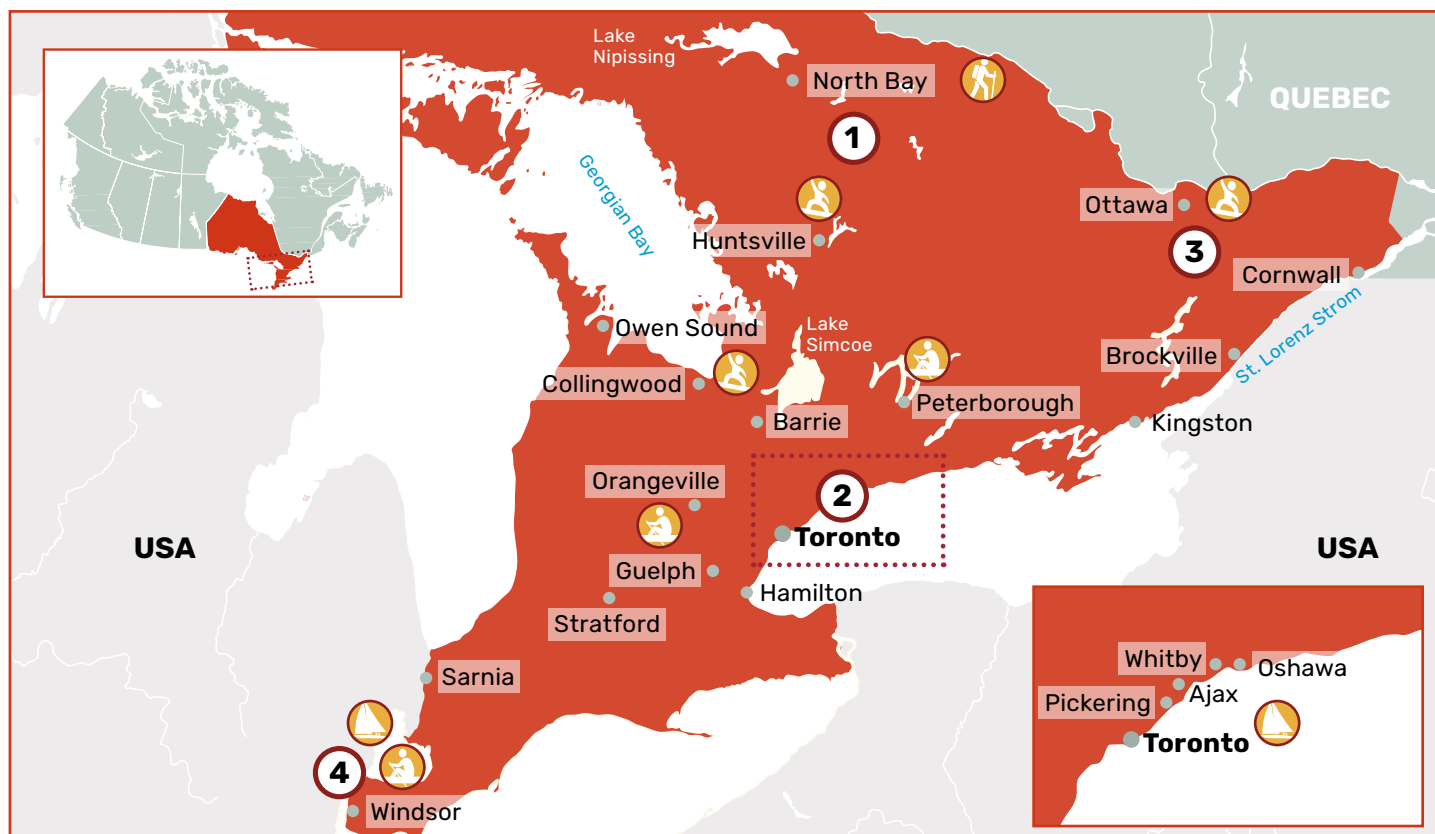 Lake
Nipissing
North Bay
QUEBEC
1
Georgian Bay
Ottawa
Huntsville
3
Cornwall
Owen Sound
Lake
Simcoe
St. Lorenz Strom
Brockville
Collingwood
Peterborough
Barrie
Kingston
Orangeville
2
Toronto
USA
USA
Guelph
Hamilton
Stratford
Sarnia
Whitby
Oshawa
Ajax
Pickering
Toronto
4
Windsor